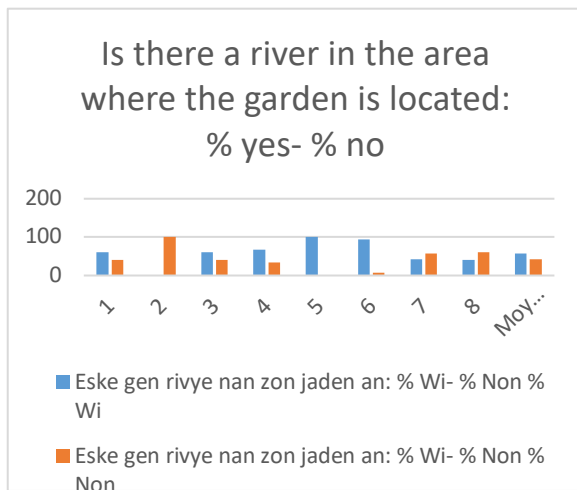 Is there a river in the area
where the garden is located:
% yes- % no
200
100
0
1
2
3
4
5
6
7
8
Moy...
Eske gen rivye nan zon jaden an: % Wi- % Non %
Wi
Eske gen rivye nan zon jaden an: % Wi- % Non %
Non